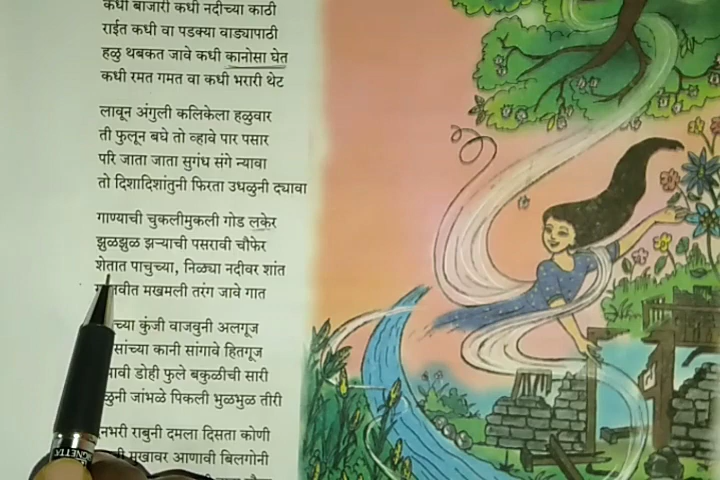 कधी बाजारी कधी नदीच्या काठी
राईत कधी वा पडक्या वाड्यापाठी
हळु थबकत जावे कधी कानोसा घेत
कधी रमत गमत वा कधी भरारी थेट
लावून अंगुली कलिकेला हळुवार
ती फुलून बघे तो व्हावे पार पसार
परि जाता जाता सुगंध संगे न्यावा
तो दिशादिशांतुनी फिरता उधळुनी द्यावा
गाण्याची चुकलीमुकली गोड लकेर
झुळझुळ झऱ्याची पसरावी चौफेर
शेतात पाचुच्या, निळ्या नदीवर शांत
मखमली तरंग जावे गात
कुंजी वाजवुनी अलगूज
कानी सांगावे हितगूज
डोही फुले बकुळीची सारी
जांभळे पिकली भुळभुळ तीरी
राबुनी दमला दिसता कोणी
मुखावर आणावी बिलगोनी